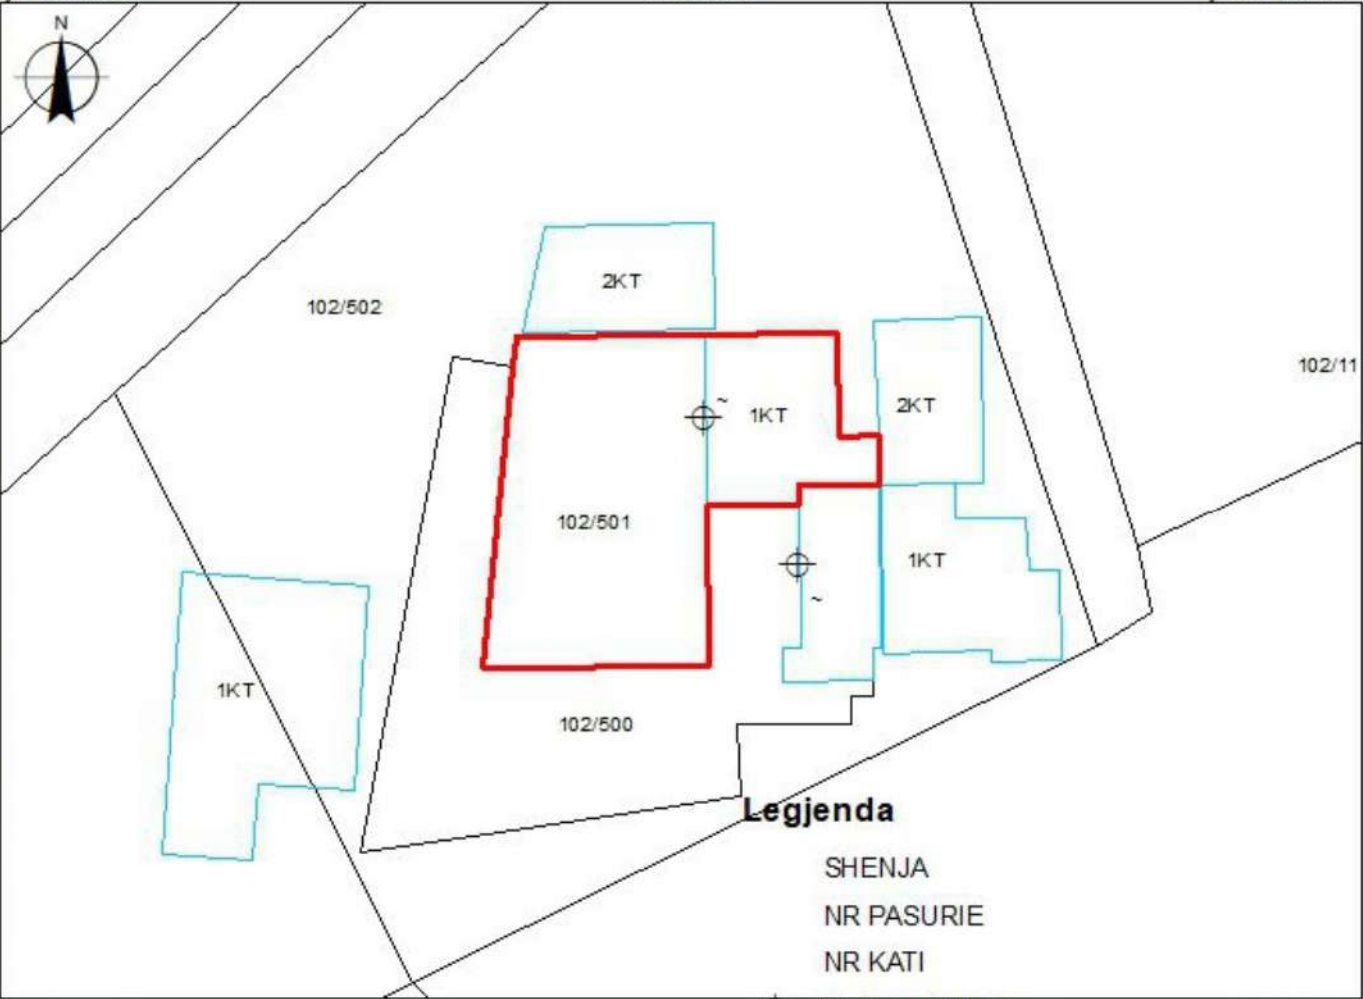 N
2KT
102/502
102/11
2KT
~
1KT
102/501
1KT
~
1KT
102/500
Legjenda
SHENJA
NR PASURIE
NR KATI